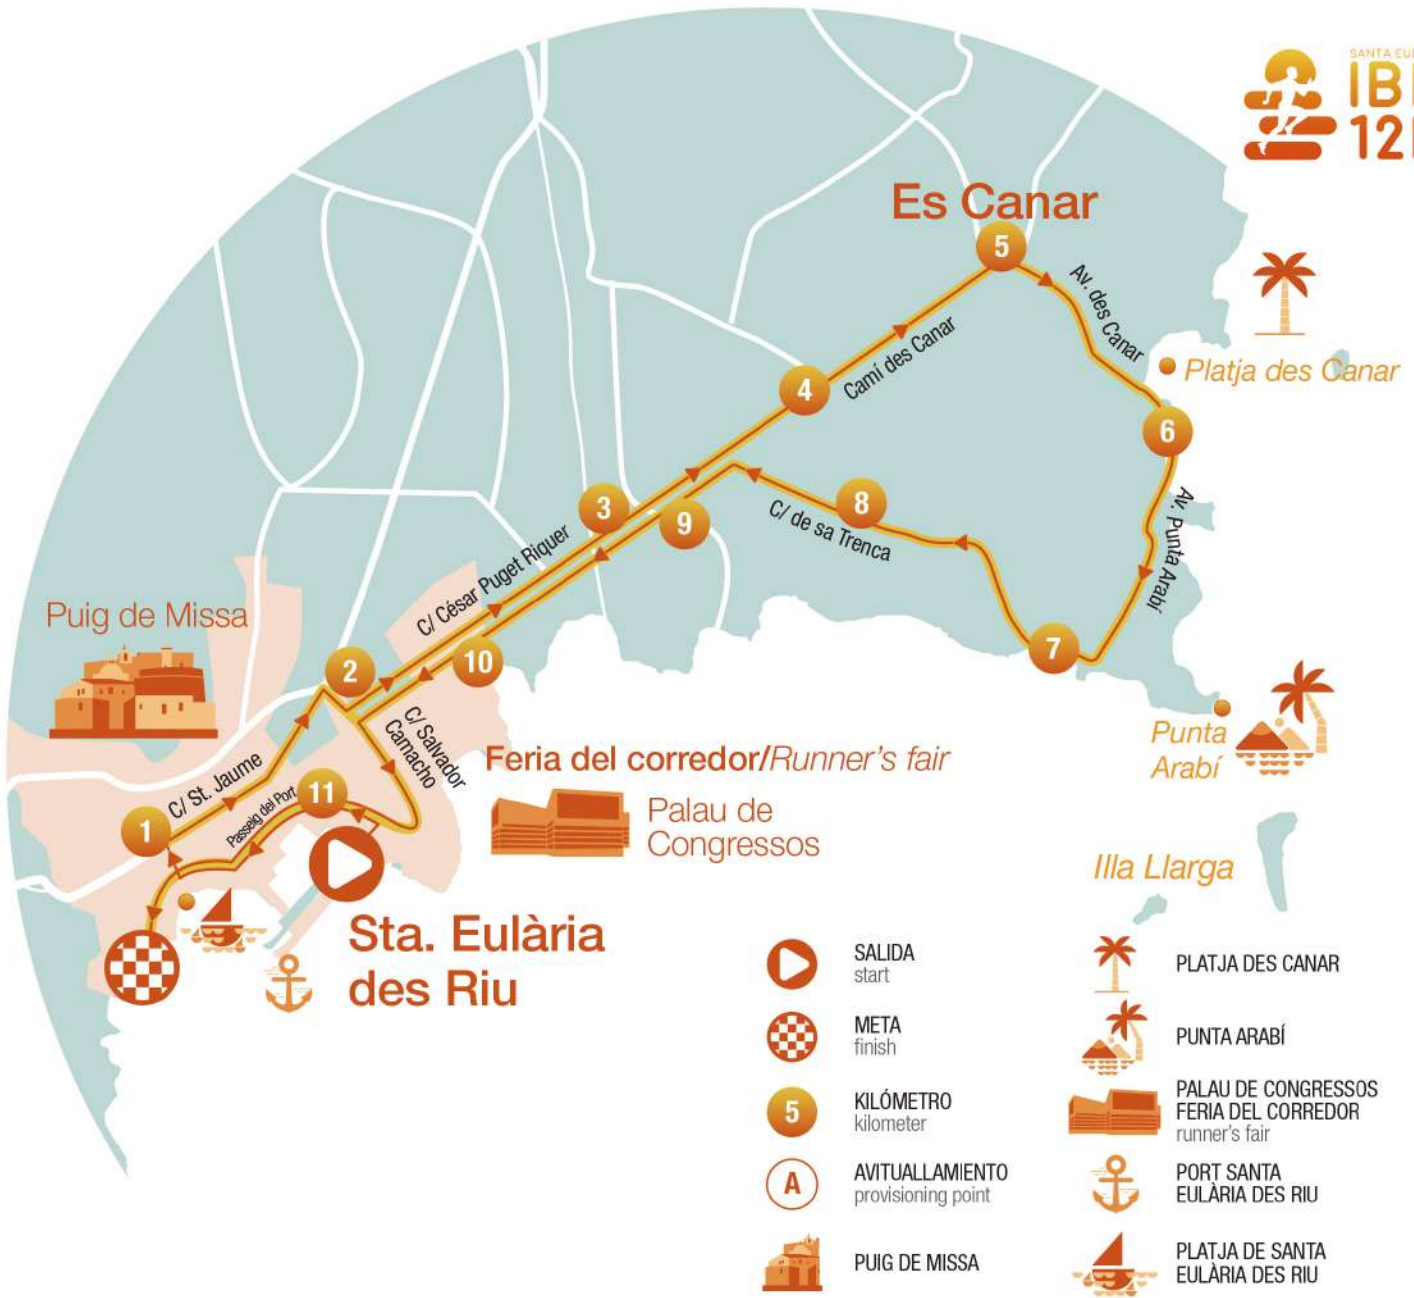 SANTA EUL
IBI
12
Es Canar
5
Av. des Canar
Platja des Canar
Camí des Canar
4
6
3
9
8
C/ de sa Trenca
Av. Punta Arabí
C/ César Puget Riquer
Puig de Missa
2
10
7
C/ Salvador
Camacho
Punta
Arabí
C/ St. Jaume
Feria del corredor/Runner's fair
11
Passeig del Port
1
Palau de
Congressos
Illa Llarga
Sta. Eulària
des Riu
SALIDA
start
META
finish
5
KILÓMETRO
kilometer
A
AVITUALLAMIENTO
provisioning point
PUIG DE MISSA
PLATJA DES CANAR
PUNTA ARABÍ
PALAU DE CONGRESSOS
FERIA DEL CORREDOR
runner's fair
PORT SANTA
EULÀRIA DES RIU
PLATJA DE SANTA
EULÀRIA DES RIU